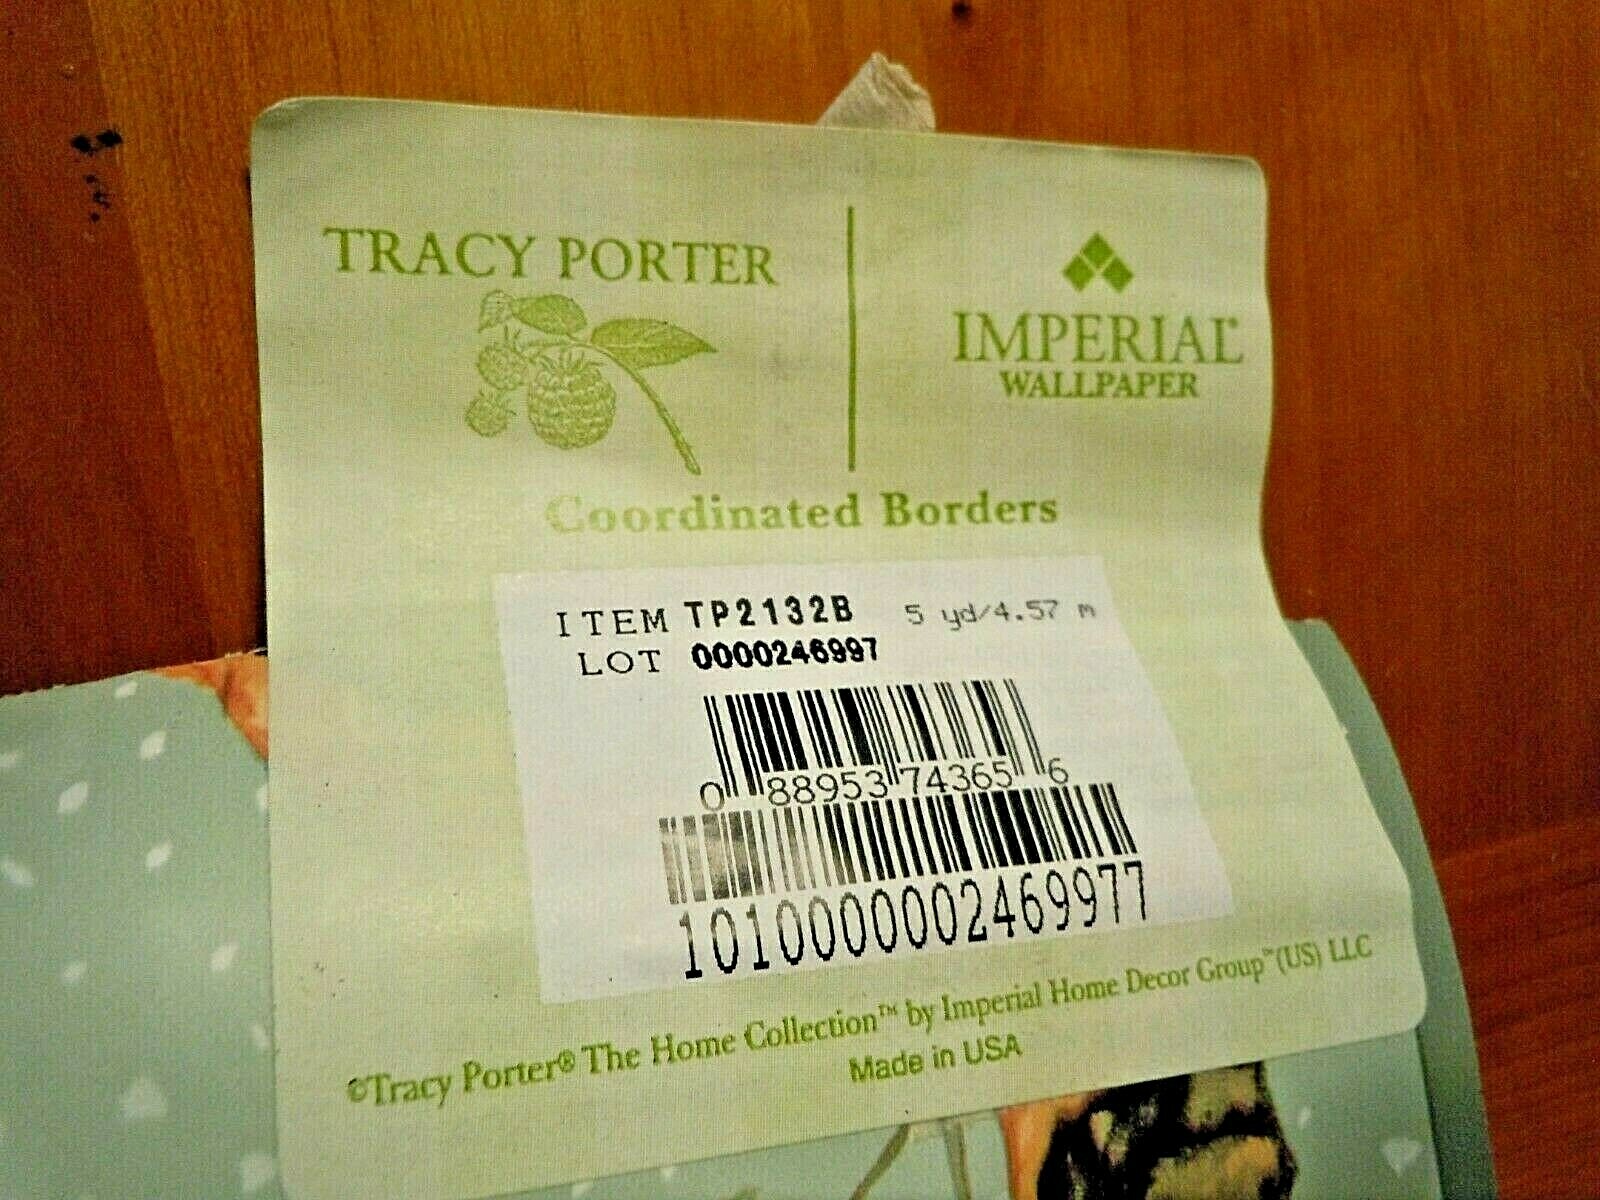 TRACY PORTER
IMPERIAL®
WALLPAPER
Coordinated Borders
ITEM TP2132B 5 yd/4.57 m
LOT 0000246997
0 88953 74365 6
1010000002469977
©Tracy Porter® The Home Collection™ by Imperial Home Decor Group™ (US) LLC
Made in USA